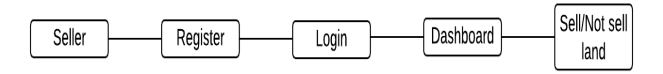 Seller
Register
Login
Dashboard
Sell/Not sell
land